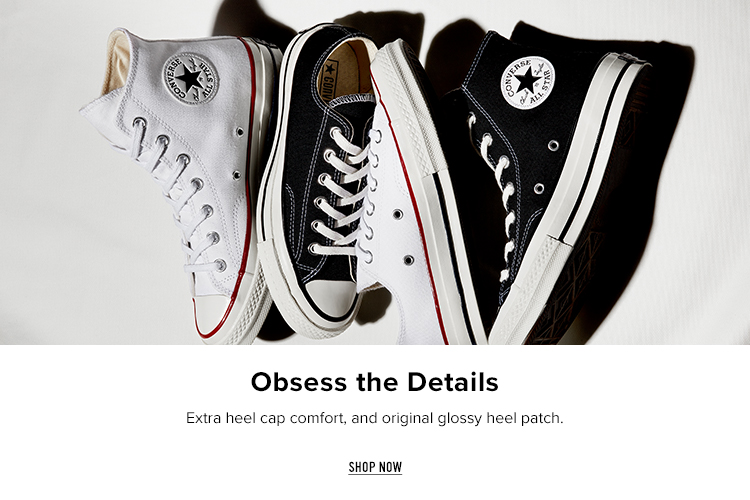 CONVERSE
ALL STAR
CONVERSE
ALL STAR
Obsess the Details
Extra heel cap comfort, and original glossy heel patch.
SHOP NOW